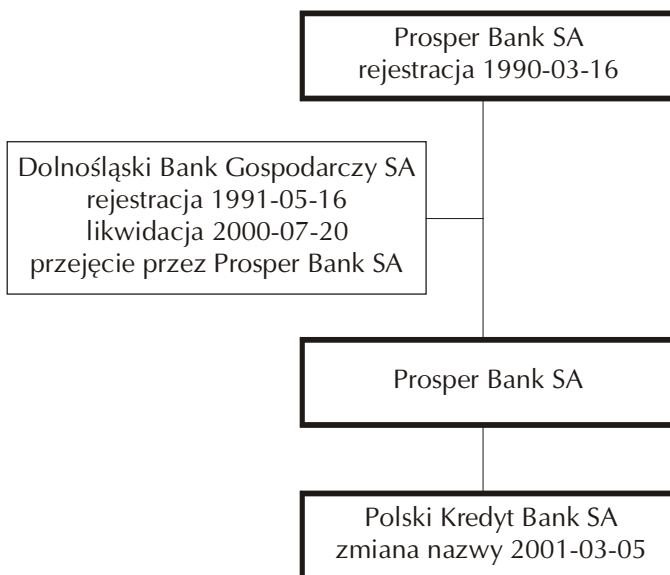 Prosper Bank SA
rejestracja 1990-03-16
Dolnośląski Bank Gospodarczy SA
rejestracja 1991-05-16
likwidacja 2000-07-20
przejęcie przez Prosper Bank SA
Prosper Bank SA
Polski Kredyt Bank SA
zmiana nazwy 2001-03-05